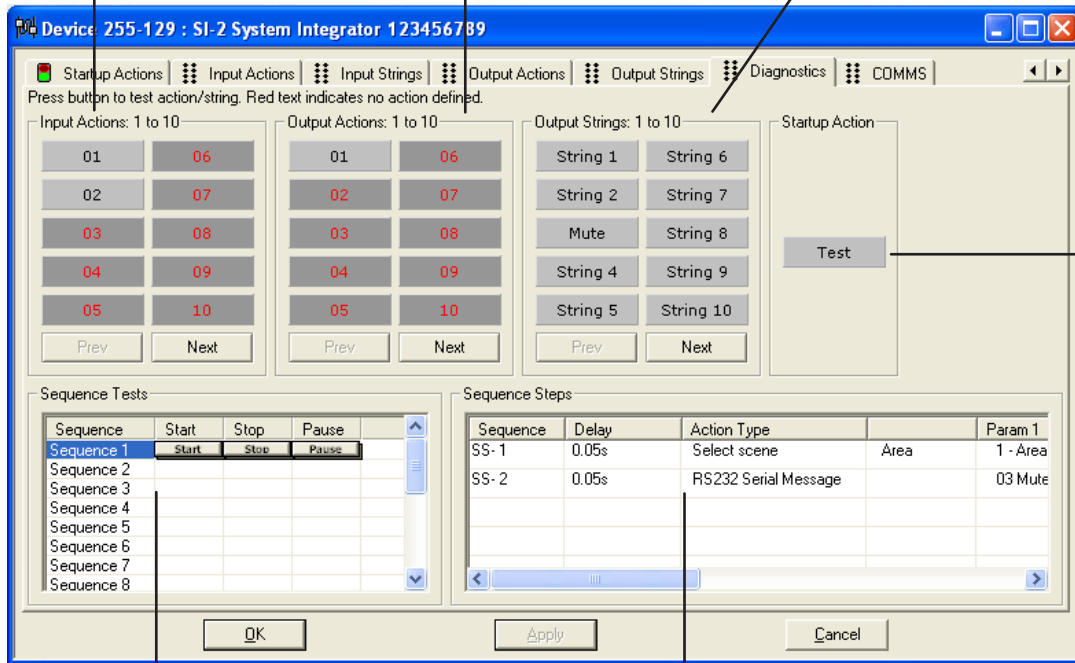 Device 255-129 : SI-2 System Integrator 123456789
Startup Actions Input Actions Input Strings Output Actions Output Strings Diagnostics COMMS
Press button to test action/string. Red text indicates no action defined.
Input Actions: 1 to 10 Output Actions: 1 to 10 Output Strings: 1 to 10 Startup Action
01 06 01 06 String 1 String 6
02 07 02 07 String 2 String 7
03 08 03 08 Mute String 8
Test
04 09 04 09 String 4 String 9
05 10 05 10 String 5 String 10
Prev Next Prev Next Prev Next
Sequence Tests Sequence Steps
Sequence Start Stop Pause Sequence Delay Action Type Param 1
Sequence 1 Start Stop Pause SS- 1 0.05s Select scene Area 1 - Area
Sequence 2
Sequence 3 SS- 2 0.05s RS232 Serial Message 03 Mute
Sequence 4
Sequence 5
Sequence 6
Sequence 7
Sequence 8
OK Apply Cancel